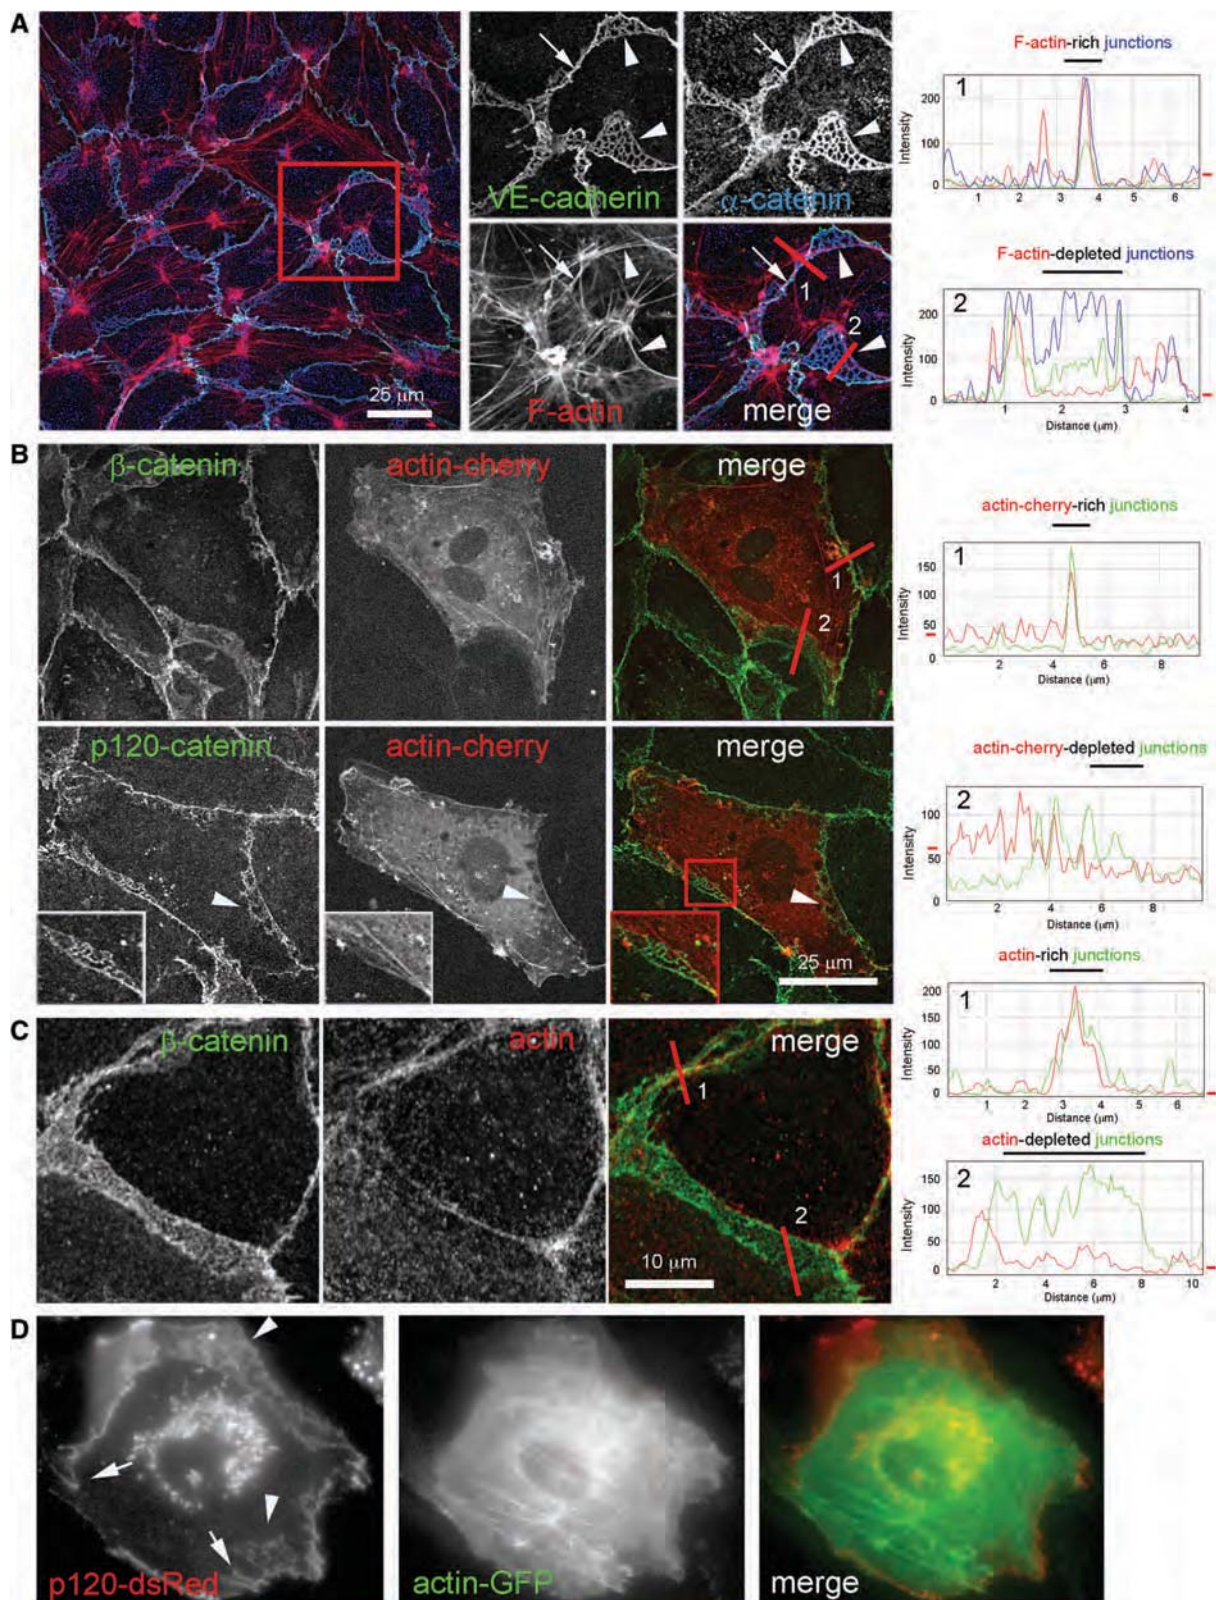 A
VE-cadherin
α-catenin
F-actin
merge
1
2
25 μm
F-actin-rich junctions
1
Intensity
200
100
0
1 2 3 4 5 6
F-actin-depleted junctions
2
Intensity
200
100
0
1 2 3 4
Distance (μm)
B
β-catenin
actin-cherry
merge
1
2
actin-cherry-rich junctions
1
Intensity
150
100
50
0
2 4 6 8
Distance (μm)
p120-catenin
actin-cherry
merge
25 μm
actin-cherry-depleted junctions
2
Intensity
100
50
0
2 4 6 8
Distance (μm)
C
β-catenin
actin
merge
1
2
10 μm
actin-rich junctions
1
Intensity
200
150
100
50
0
1 2 3 4 5 6
Distance (μm)
actin-depleted junctions
2
Intensity
150
100
50
0
2 4 6 8 10
Distance (μm)
D
p120-dsRed
actin-GFP
merge